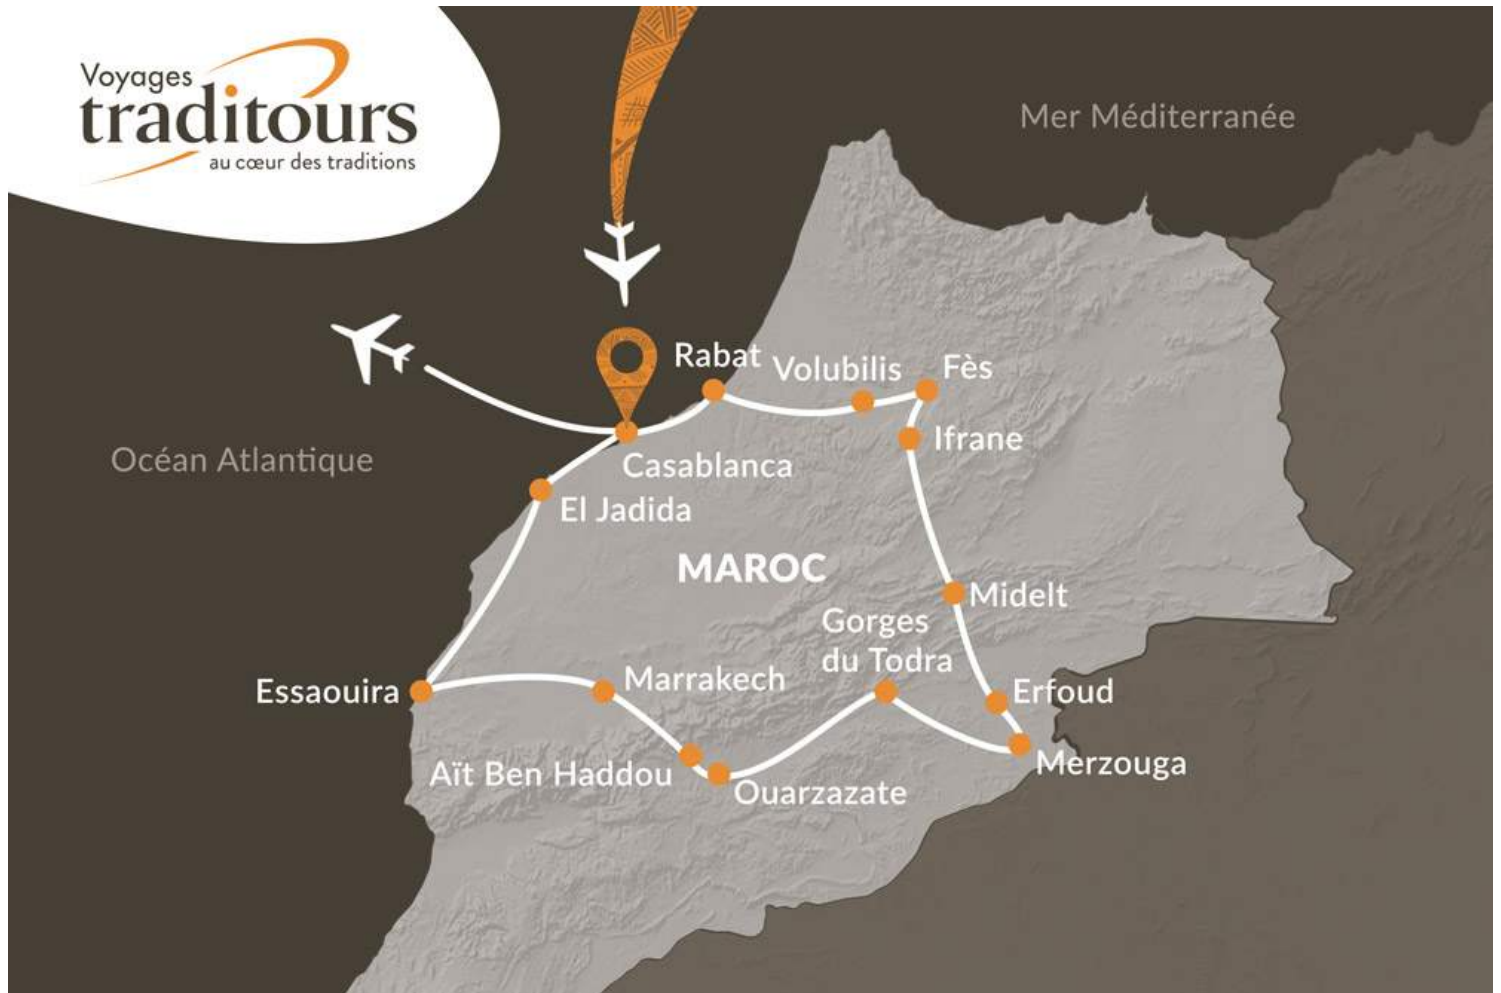 Voyages
traditours
au cœur des traditions
Mer Méditerranée
Rabat
Volubilis
Fès
Ifrane
Océan Atlantique
Casablanca
El Jadida
MAROC
Midelt
Gorges
du Todra
Essaouira
Marrakech
Erfoud
Merzouga
Aït Ben Haddou
Ouarzazate